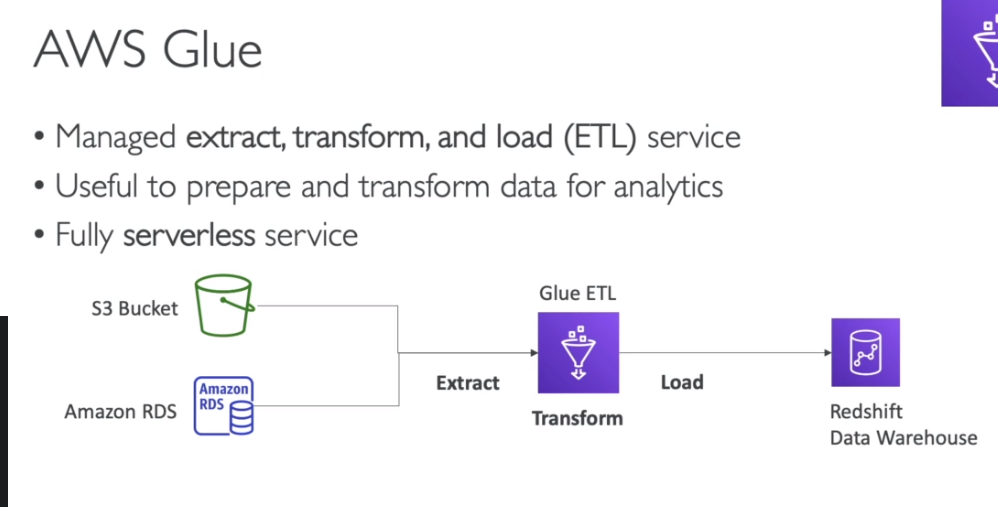 AWS Glue
• Managed extract, transform, and load (ETL) service
• Useful to prepare and transform data for analytics
• Fully serverless service
S3 Bucket
Glue ETL
Amazon RDS
Amazon
RDS
Extract
Transform
Load
Redshift
Data Warehouse